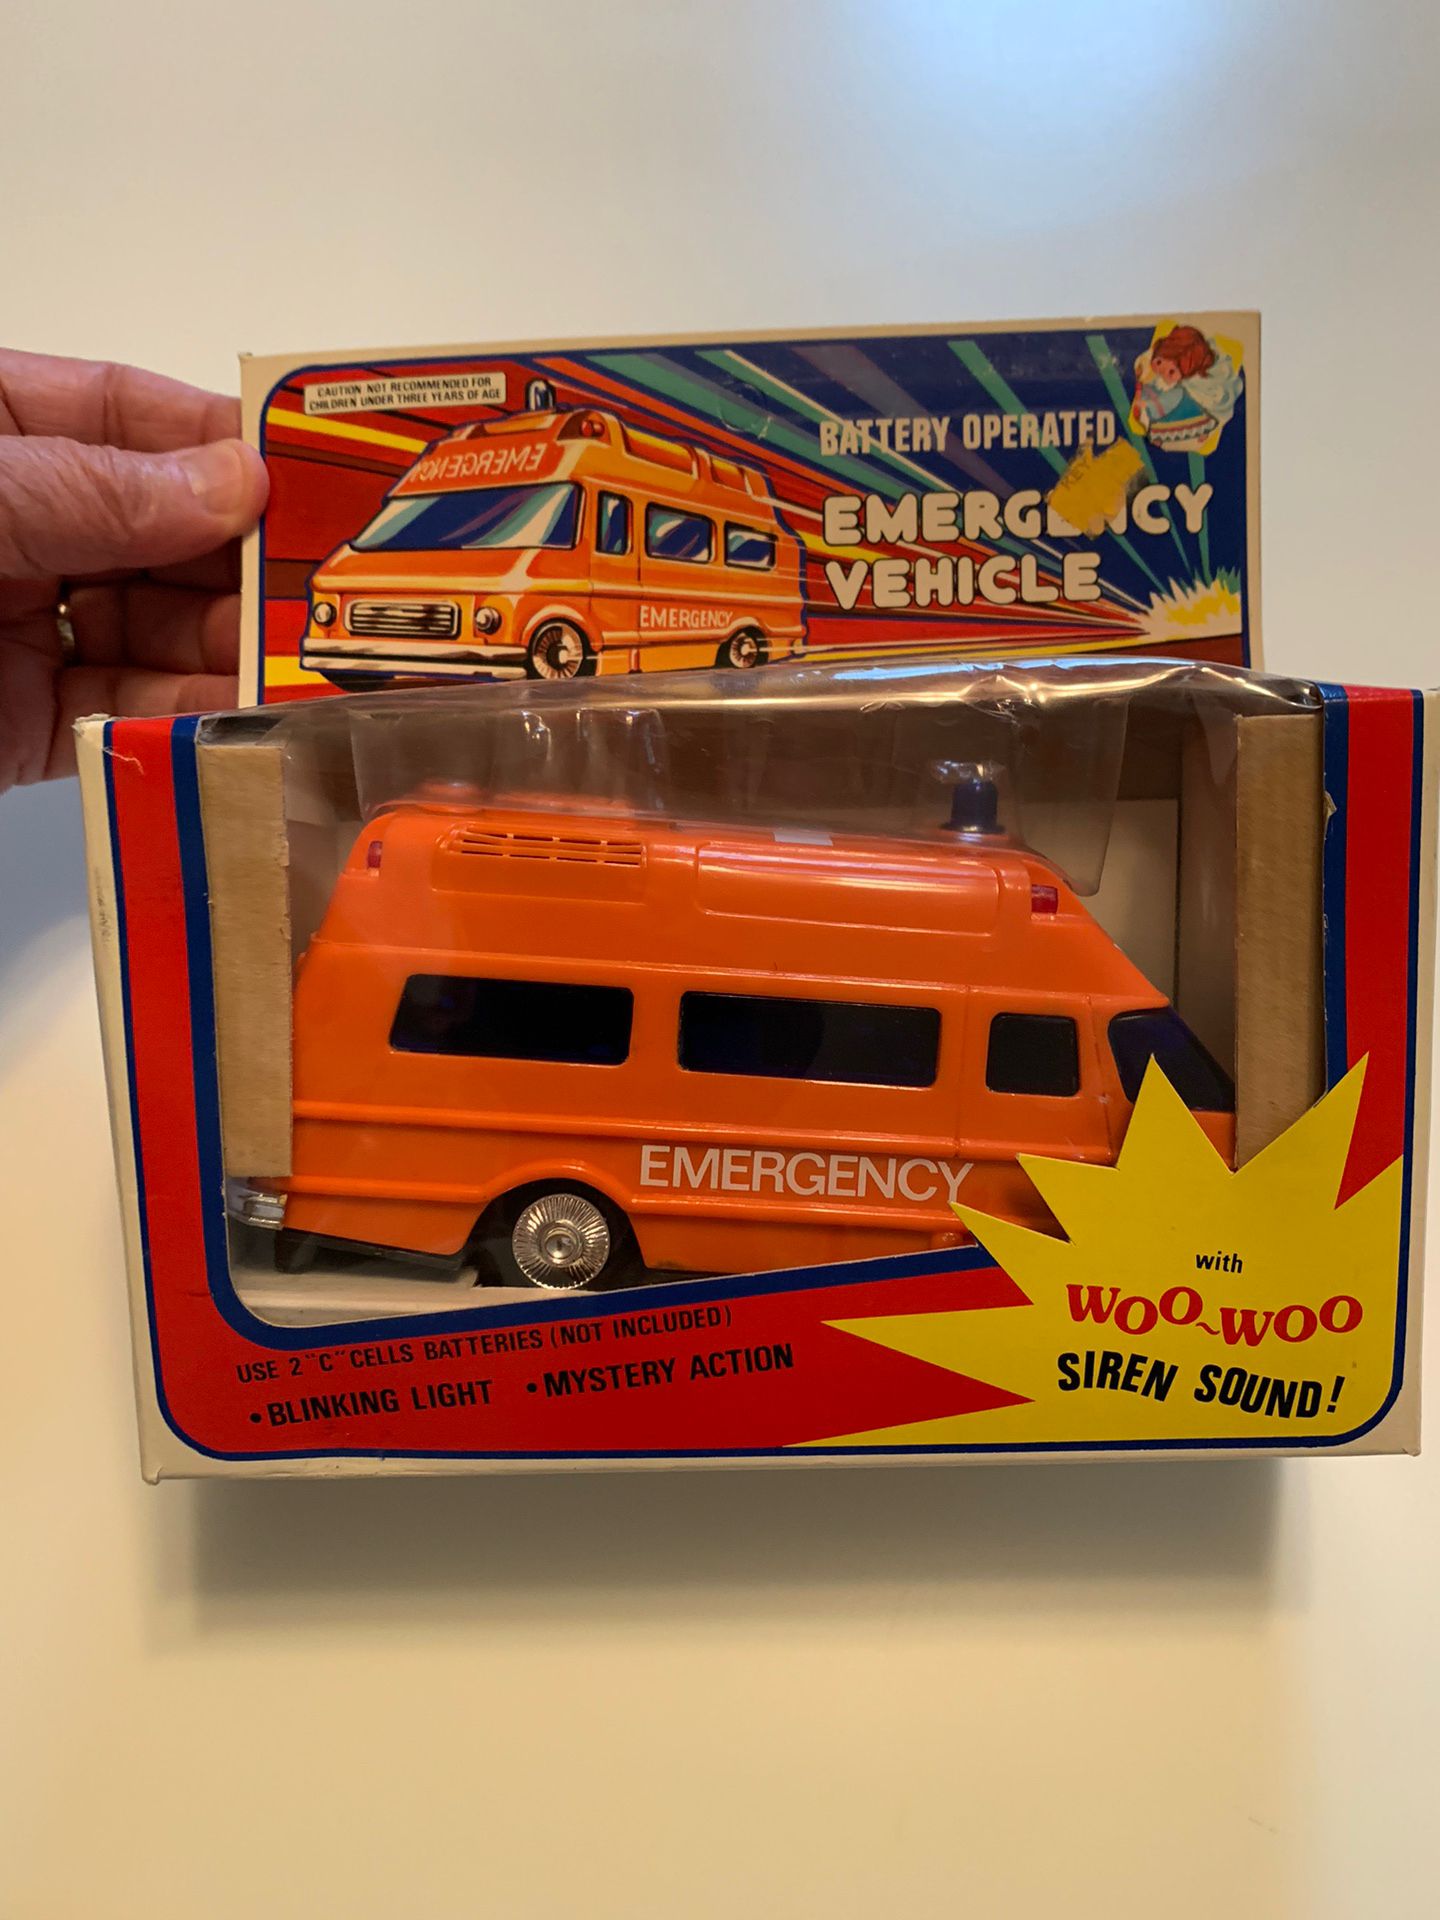 CAUTION: NOT RECOMMENDED FOR
CHILDREN UNDER THREE YEARS OF AGE
BATTERY OPERATED
EMERGENCY
VEHICLE
EMERGENCY
EMERGENCY
EMERGENCY
with
WOO~WOO
SIREN SOUND!
USE 2 "C" CELLS BATTERIES (NOT INCLUDED)
•BLINKING LIGHT •MYSTERY ACTION